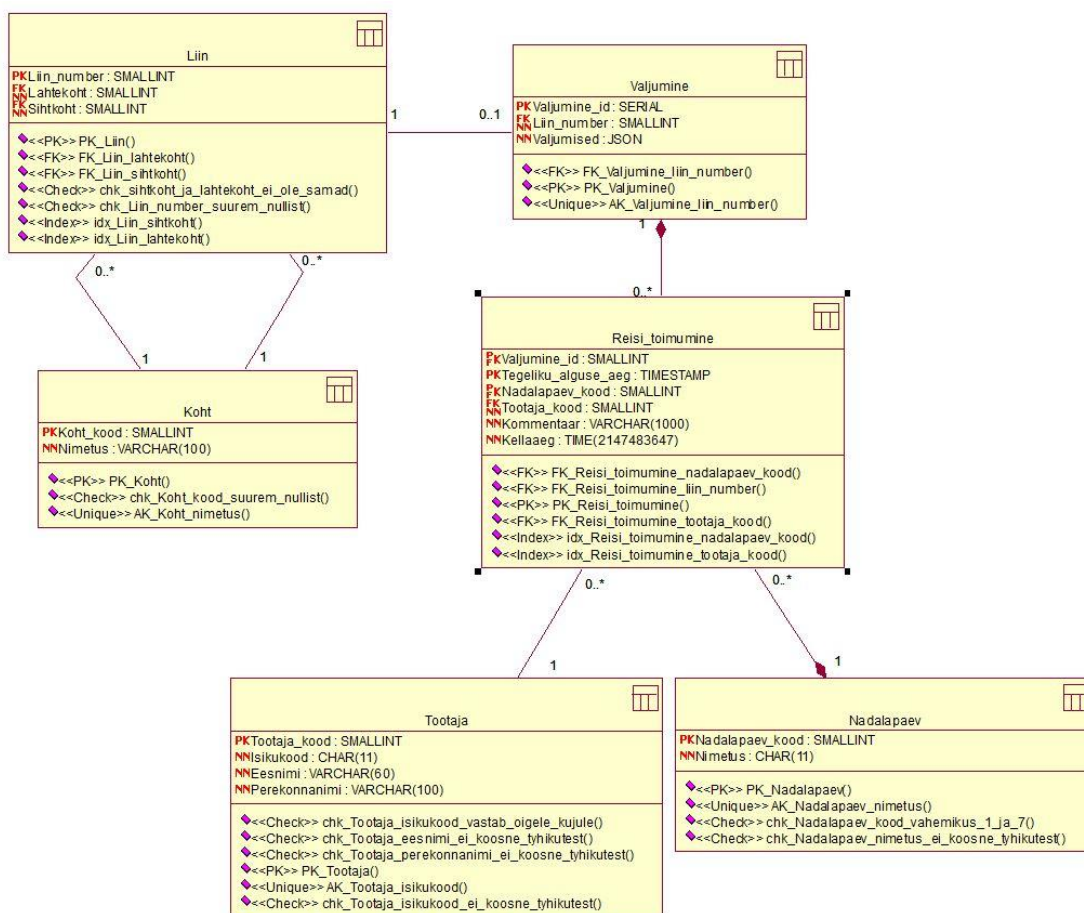 Liin
PK Liin_number : SMALLINT
FK NN Lahtekoht : SMALLINT
FK NN Sihtkoht : SMALLINT
<<PK>> PK_Liin()
<<FK>> FK_Liin_lahtekoht()
<<FK>> FK_Liin_sihtkoht()
<<Check>> chk_sihtkoht_ja_lahtekoht_ei_ole_samad()
<<Check>> chk_Liin_number_suurem_nullist()
<<Index>> idx_Liin_sihtkoht()
<<Index>> idx_Liin_lahtekoht()
1
0..1
Valjumine
PK Valjumine_id : SERIAL
FK NN Liin_number : SMALLINT
NN Valjumised : JSON
<<FK>> FK_Valjumine_liin_number()
<<PK>> PK_Valjumine()
<<Unique>> AK_Valjumine_liin_number()
1
0..*
0..*
0..*
1
1
Koht
PK Koht_kood : SMALLINT
NN Nimetus : VARCHAR(100)
<<PK>> PK_Koht()
<<Check>> chk_Koht_kood_suurem_nullist()
<<Unique>> AK_Koht_nimetus()
Reisi_toimumine
PFK Valjumine_id : SMALLINT
PK Tegeliku_alguse_aeg : TIMESTAMP
PFK Nadalapaev_kood : SMALLINT
FK NN Tootaja_kood : SMALLINT
NN Kommentaar : VARCHAR(1000)
NN Kellaaeg : TIME(2147483647)
<<FK>> FK_Reisi_toimumine_nadalapaev_kood()
<<FK>> FK_Reisi_toimumine_liin_number()
<<PK>> PK_Reisi_toimumine()
<<FK>> FK_Reisi_toimumine_tootaja_kood()
<<Index>> idx_Reisi_toimumine_nadalapaev_kood()
<<Index>> idx_Reisi_toimumine_tootaja_kood()
0..*
0..*
1
1
Tootaja
PK Tootaja_kood : SMALLINT
NN Isikukood : CHAR(11)
NN Eesnimi : VARCHAR(60)
NN Perekonnanimi : VARCHAR(100)
<<Check>> chk_Tootaja_isikukood_vastab_oigele_kujule()
<<Check>> chk_Tootaja_eesnimi_ei_koosne_tyhikutest()
<<Check>> chk_Tootaja_perekonnanimi_ei_koosne_tyhikutest()
<<PK>> PK_Tootaja()
<<Unique>> AK_Tootaja_isikukood()
<<Check>> chk_Tootaja_isikukood_ei_koosne_tyhikutest()
Nadalapaev
PK Nadalapaev_kood : SMALLINT
NN Nimetus : CHAR(11)
<<PK>> PK_Nadalapaev()
<<Unique>> AK_Nadalapaev_nimetus()
<<Check>> chk_Nadalapaev_kood_vahemikus_1_ja_7()
<<Check>> chk_Nadalapaev_nimetus_ei_koosne_tyhikutest()